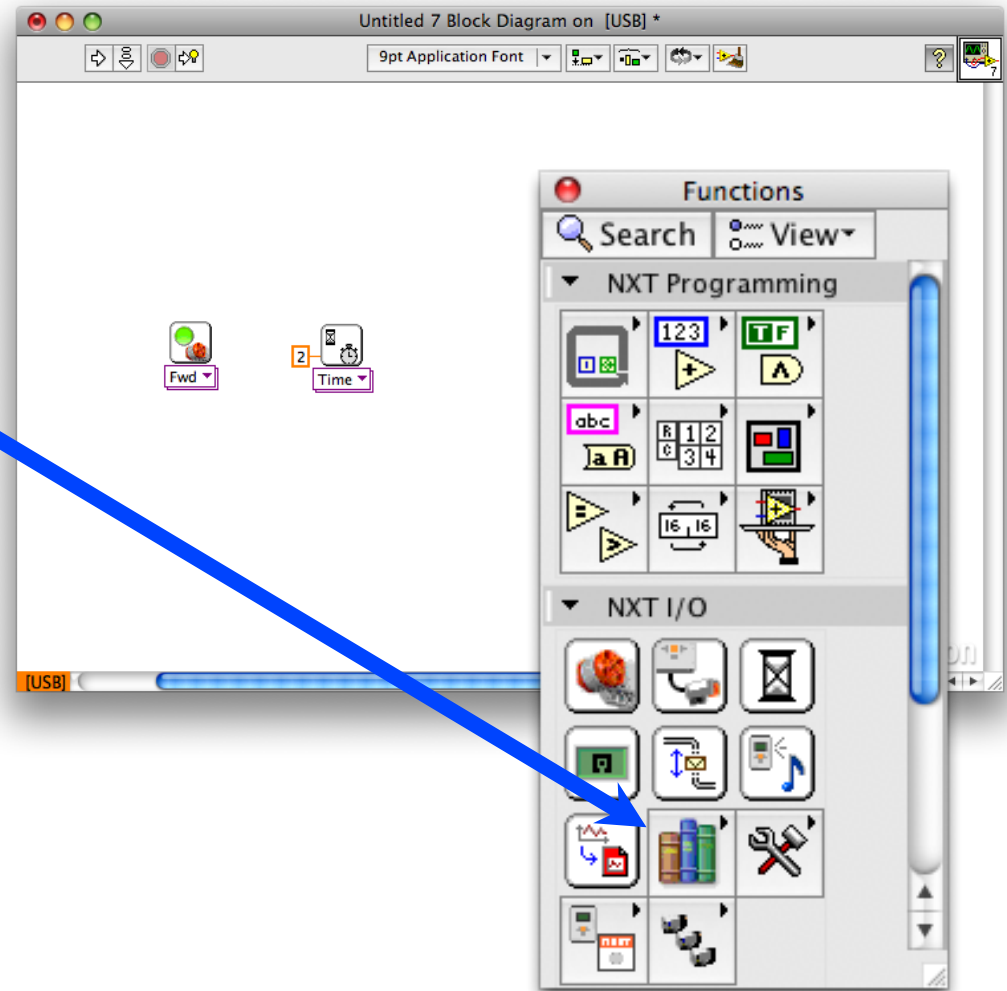 Untitled 7 Block Diagram on [USB] *
9pt Application Font
?
7
Fwd
2
Time
[USB]
on
Functions
Search
View
NXT Programming
123
T F
abc
a A
R 1 2
C 3 4
16 16
NXT I/O